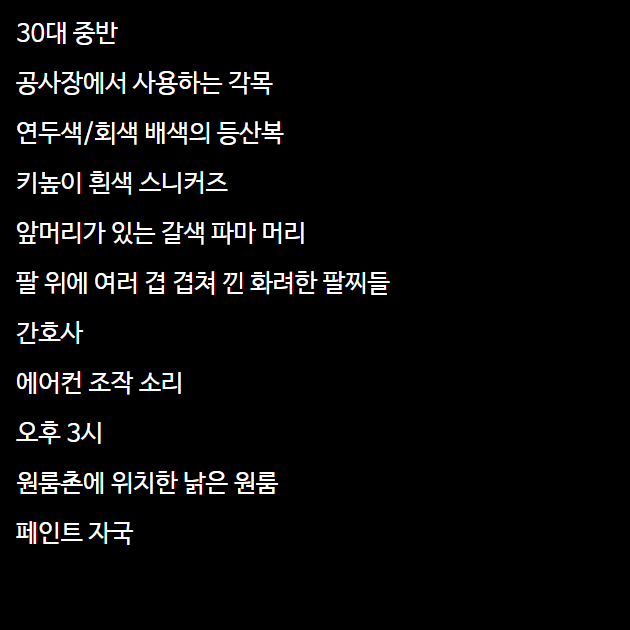 30대 중반
공사장에서 사용하는 각목
연두색/회색 배색의 등산복
키높이 흰색 스니커즈
앞머리가 있는 갈색 파마 머리
팔 위에 여러 겹 겹쳐 낀 화려한 팔찌들
간호사
에어컨 조작 소리
오후 3시
원룸촌에 위치한 낡은 원룸
페인트 자국